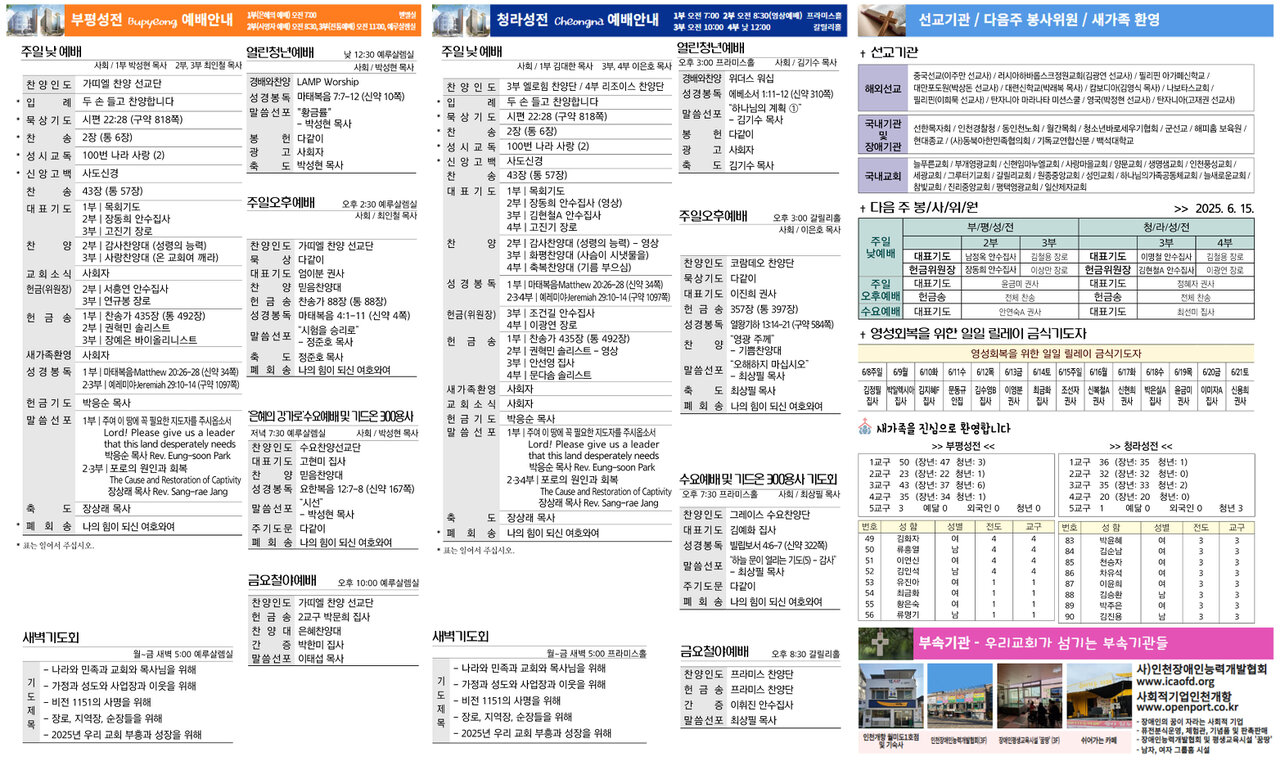 부평성전 Bupyeong 예배안내
1부(은혜의 예배) 오전 7:00 벧엘실
2부(사명자 예배) 오전 8:30, 3부(전통예배) 오전 11:00, 예루살렘실
주일 낮 예배
사회 / 1부 박성현 목사 2부, 3부 최인철 목사
찬양인도 가띠엘 찬양 선교단
* 입례 두 손 들고 찬양합니다
* 묵상기도 시편 22:28 (구약 818쪽)
* 찬송 2장 (통 6장)
* 성시교독 100번 나라 사랑 (2)
* 신앙고백 사도신경
찬송 43장 (통 57장)
대표기도 1부 | 목회기도
2부 | 장동희 안수집사
3부 | 고진기 장로
찬양 2부 | 감사찬양대 (성령의 능력)
3부 | 사랑찬양대 (온 교회여 깨라)
교회소식 사회자
헌금(위원장) 2부 | 서흥연 안수집사
3부 | 연규봉 장로
헌금송 1부 | 찬송가 435장 (통 492장)
2부 | 권혁민 솔리스트
3부 | 장예은 바이올리니스트
새가족환영 사회자
성경봉독 1부 | 마태복음Matthew 20:26-28 (신약 34쪽)
2·3부 | 예레미야Jeremiah 29:10-14 (구약 1097쪽)
헌금기도 박응순 목사
말씀선포 1부 | 주여 이 땅에 꼭 필요한 지도자를 주시옵소서
Lord! Please give us a leader
that this land desperately needs
박응순 목사 Rev. Eung-soon Park
2·3부 | 포로의 원인과 회복
The Cause and Restoration of Captivity
장상래 목사 Rev. Sang-rae Jang
축도 장상래 목사
* 폐회송 나의 힘이 되신 여호와여
* 표는 일어서 주십시오.
새벽기도회
월~금 새벽 5:00 예루살렘실
기도제목
- 나라와 민족과 교회와 목사님을 위해
- 가정과 성도와 사업장과 이웃을 위해
- 비전 1151의 사명을 위해
- 장로, 지역장, 순장들을 위해
- 2025년 우리 교회 부흥과 성장을 위해
열린청년예배 낮 12:30 예루살렘실
사회 / 박성현 목사
경배와찬양 LAMP Worship
성경봉독 마태복음 7:7-12 (신약 10쪽)
말씀선포 "황금률"
- 박성현 목사
봉헌 다같이
광고 사회자
축도 박성현 목사
주일오후예배 오후 2:30 예루살렘실
사회 / 최인철 목사
찬양인도 가띠엘 찬양 선교단
묵상 다같이
대표기도 엄이분 권사
찬양 믿음찬양대
헌금송 찬송가 88장 (통 88장)
성경봉독 마태복음 4:1-11 (신약 4쪽)
말씀선포 "시험을 승리로"
- 정준호 목사
축도 정준호 목사
폐회송 나의 힘이 되신 여호와여
은혜의 강가로수요예배 및 기드온 300용사
저녁 7:30 예루살렘실 사회 / 박성현 목사
찬양인도 수요찬양선교단
대표기도 고현미 집사
찬양 믿음찬양대
성경봉독 요한복음 12:7-8 (신약 167쪽)
말씀선포 "시선"
- 박성현 목사
주기도문 다같이
폐회송 나의 힘이 되신 여호와여
금요철야예배 오후 10:00 예루살렘실
찬양인도 가띠엘 찬양 선교단
헌금송 2교구 박문희 집사
찬양대 은혜찬양대
간증 박한미 집사
말씀선포 이태섭 목사
청라성전 Cheongna 예배안내
1부 오전 7:00 2부 오전 8:30(영상예배) 프라미스홀
3부 오전 10:00 4부 낮 12:00 갈릴리홀
주일 낮 예배
사회 / 1부 김대한 목사 3부, 4부 이은호 목사
찬양인도 3부 엘로힘 찬양단 / 4부 리조이스 찬양단
* 입례 두 손 들고 찬양합니다
* 묵상기도 시편 22:28 (구약 818쪽)
* 찬송 2장 (통 6장)
* 성시교독 100번 나라 사랑 (2)
* 신앙고백 사도신경
찬송 43장 (통 57장)
대표기도 1부 | 목회기도
2부 | 장동희 안수집사 (영상)
3부 | 김현철A 안수집사
4부 | 고진기 장로
찬양 2부 | 감사찬양대 (성령의 능력) - 영상
3부 | 화평찬양대 (사슴이 시냇물을)
4부 | 축복찬양대 (기름 부으심)
성경봉독 1부 | 마태복음Matthew 20:26-28 (신약 34쪽)
2·3·4부 | 예레미야Jeremiah 29:10-14 (구약 1097쪽)
헌금(위원장) 3부 | 조건길 안수집사
4부 | 이광연 장로
헌금송 1부 | 찬송가 435장 (통 492장)
2부 | 권혁민 솔리스트 - 영상
3부 | 안선영 집사
4부 | 문다솜 솔리스트
새가족환영 사회자
교회소식 사회자
헌금기도 박응순 목사
말씀선포 1부 | 주여 이 땅에 꼭 필요한 지도자를 주시옵소서
Lord! Please give us a leader
that this land desperately needs
박응순 목사 Rev. Eung-soon Park
2·3·4부 | 포로의 원인과 회복
The Cause and Restoration of Captivity
장상래 목사 Rev. Sang-rae Jang
축도 장상래 목사
* 폐회송 나의 힘이 되신 여호와여
* 표는 일어서 주십시오.
새벽기도회
월~금 새벽 5:00 프라미스홀
기도제목
- 나라와 민족과 교회와 목사님을 위해
- 가정과 성도와 사업장과 이웃을 위해
- 비전 1151의 사명을 위해
- 장로, 지역장, 순장들을 위해
- 2025년 우리 교회 부흥과 성장을 위해
열린청년예배
오후 3:00 프라미스홀 사회 / 김기수 목사
경배와찬양 위더스 워십
성경봉독 예베소서 1:11-12 (신약 310쪽)
말씀선포 "하나님의 계획 ①"
- 김기수 목사
봉헌 다같이
광고 사회자
축도 김기수 목사
주일오후예배 오후 3:00 갈릴리홀
사회 / 이은호 목사
찬양인도 코람데오 찬양단
묵상기도 다같이
대표기도 이진희 권사
헌금송 357장 (통 397장)
성경봉독 열왕기하 13:14-21 (구약 584쪽)
찬양 "영광 주께"
- 기쁨찬양대
말씀선포 "오해하지 마십시오"
- 최상필 목사
축도 최상필 목사
폐회송 나의 힘이 되신 여호와여
수요예배 및 기드온 300용사 기도회
오후 7:30 프라미스홀 사회 / 최상필 목사
찬양인도 그레이스 수요찬양단
대표기도 김예화 집사
성경봉독 빌립보서 4:6-7 (신약 322쪽)
말씀선포 "하늘 문이 열리는 기도(5) - 감사"
- 최상필 목사
주기도문 다같이
폐회송 나의 힘이 되신 여호와여
금요철야예배 오후 8:30 갈릴리홀
찬양인도 프라미스 찬양단
헌금송 프라미스 찬양단
간증 이휘진 안수집사
말씀선포 최상필 목사
선교기관 / 다음주 봉사위원 / 새가족 환영
† 선교기관
해외선교
중국선교(이주만 선교사) / 러시아하바롭스크정원교회(김광연 선교사) / 필리핀 아가페신학교 /
대만포도원(박상돈 선교사) / 대련신학교(박래복 목사) / 캄보디아(김영식 목사) / 나보타스교회 /
필리핀(이희묵 선교사) / 탄자니아 마라나타 미션스쿨 / 영국(박정현 선교사) / 탄자니아(고재관 선교사)
국내기관 및 장애기관
선한목자회 / 인천경찰청 / 동인천노회 / 월간목회 / 청소년바로세우기협회 / 군선교 / 해피홈 보육원 /
현대종교 / (사)동북아한민족협의회 / 기독교연합신문 / 백석대학교
국내교회
늘푸른교회 / 부개영광교회 / 신현임마누엘교회 / 사랑마을교회 / 양문교회 / 생명샘교회 / 인천풍성교회 /
세광교회 / 그루터기교회 / 갈릴리교회 / 원종중앙교회 / 성민교회 / 하나님의가족공동체교회 / 늘새로운교회 /
참빛교회 / 진리중앙교회 / 평택영광교회 / 일산제자교회
† 다음 주 봉/사/위/원 >> 2025. 6. 15.
부/평/성/전 청/라/성/전
2부 3부 3부 4부
주일 낮예배
대표기도 남정옥 안수집사 김철용 장로 대표기도 이명철 안수집사 김철용 장로
헌금위원장 장동희 안수집사 이상만 장로 헌금위원장 김현철A 안수집사 이광연 장로
주일 오후예배
대표기도 윤금미 권사 대표기도 정혜자 권사
헌금송 전체 찬송 헌금송 전체 찬송
수요예배 대표기도 안연숙A 권사 대표기도 최선미 집사
† 영성회복을 위한 일일 릴레이 금식기도자
영성회복을 위한 일일 릴레이 금식기도자
6/8주일 6/9월 6/10화 6/11수 6/12목 6/13금 6/14토 6/15주일 6/16월 6/17화 6/18수 6/19목 6/20금 6/21토
김정필 집사 박알렉시아 집사 김지혜F 집사 문동규 안집 김수영B 집사 이영분 권사 최금화 집사 조선자 권사 신복철A 집사 신현희 권사 박은실A 권사 윤금미 권사 이미자A 집사 신용희 권사
새가족을 진심으로 환영합니다
>> 부평성전 <<
1교구 50 (장년: 47 청년: 3)
2교구 23 (장년: 22 청년: 1)
3교구 43 (장년: 37 청년: 6)
4교구 35 (장년: 34 청년: 1)
5교구 3 예닮 0 외국인 0 청년 0
번호 성함 성별 전도 교구
49 김화자 여 4 4
50 류흥열 남 4 4
51 이연신 여 4 4
52 김인석 남 4 4
53 유진아 여 1 1
54 최금화 여 1 1
55 황은숙 여 1 1
56 류명기 남 1 1
>> 청라성전 <<
1교구 36 (장년: 35 청년: 1)
2교구 32 (장년: 32 청년: 0)
3교구 35 (장년: 33 청년: 2)
4교구 20 (장년: 20 청년: 0)
5교구 1 예닮 0 외국인 0 청년 3
번호 성함 성별 전도 교구
83 박윤혜 여 3 3
84 김순남 여 3 3
85 천승자 여 3 3
86 차유석 여 3 3
87 이윤희 여 3 3
88 김승환 남 3 3
89 박주은 여 3 3
90 김진용 남 3 3
부속기관 - 우리교회가 섬기는 부속기관들
인천개항 월미도1호점 및 기숙사
인천장애인능력개발협회(3F)
장애인평생교육시설 '꿈땅' (3F)
쉬어가는 카페
사)인천장애인능력개발협회
www.icaofd.org
사회적기업인천개항
www.openport.co.kr
- 장애인의 꿈이 자라는 사회적 기업
- 퓨전분식운영, 체험관, 기념품 및 판촉판매
- 장애인능력개발협회 및 평생교육시설 '꿈땅'
- 남자, 여자 그룹홈 시설